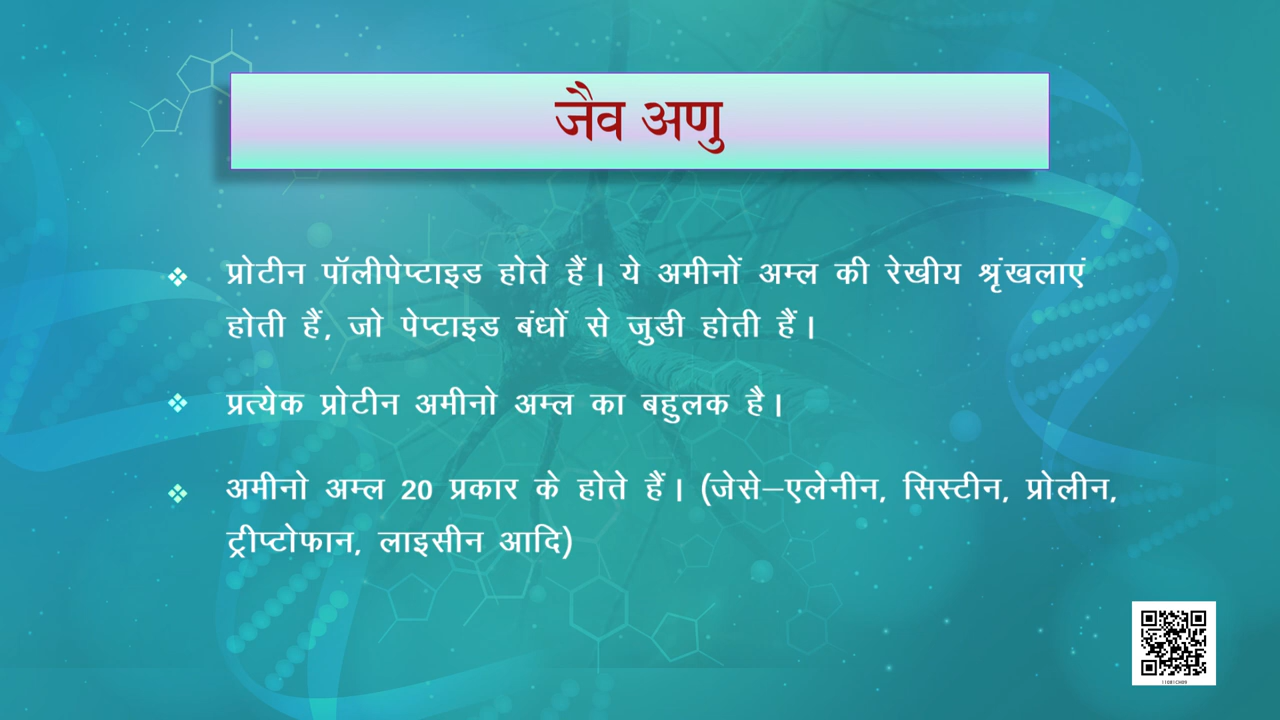 जैव अणु
❖ प्रोटीन पॉलीपेप्टाइड होते हैं। ये अमीनों अम्ल की रेखीय श्रृंखलाएं
होती हैं, जो पेप्टाइड बंधों से जुडी होती हैं।
❖ प्रत्येक प्रोटीन अमीनो अम्ल का बहुलक है।
❖ अमीनो अम्ल 20 प्रकार के होते हैं। (जेसे–एलेनीन, सिस्टीन, प्रोलीन,
ट्रीप्टोफान, लाइसीन आदि)